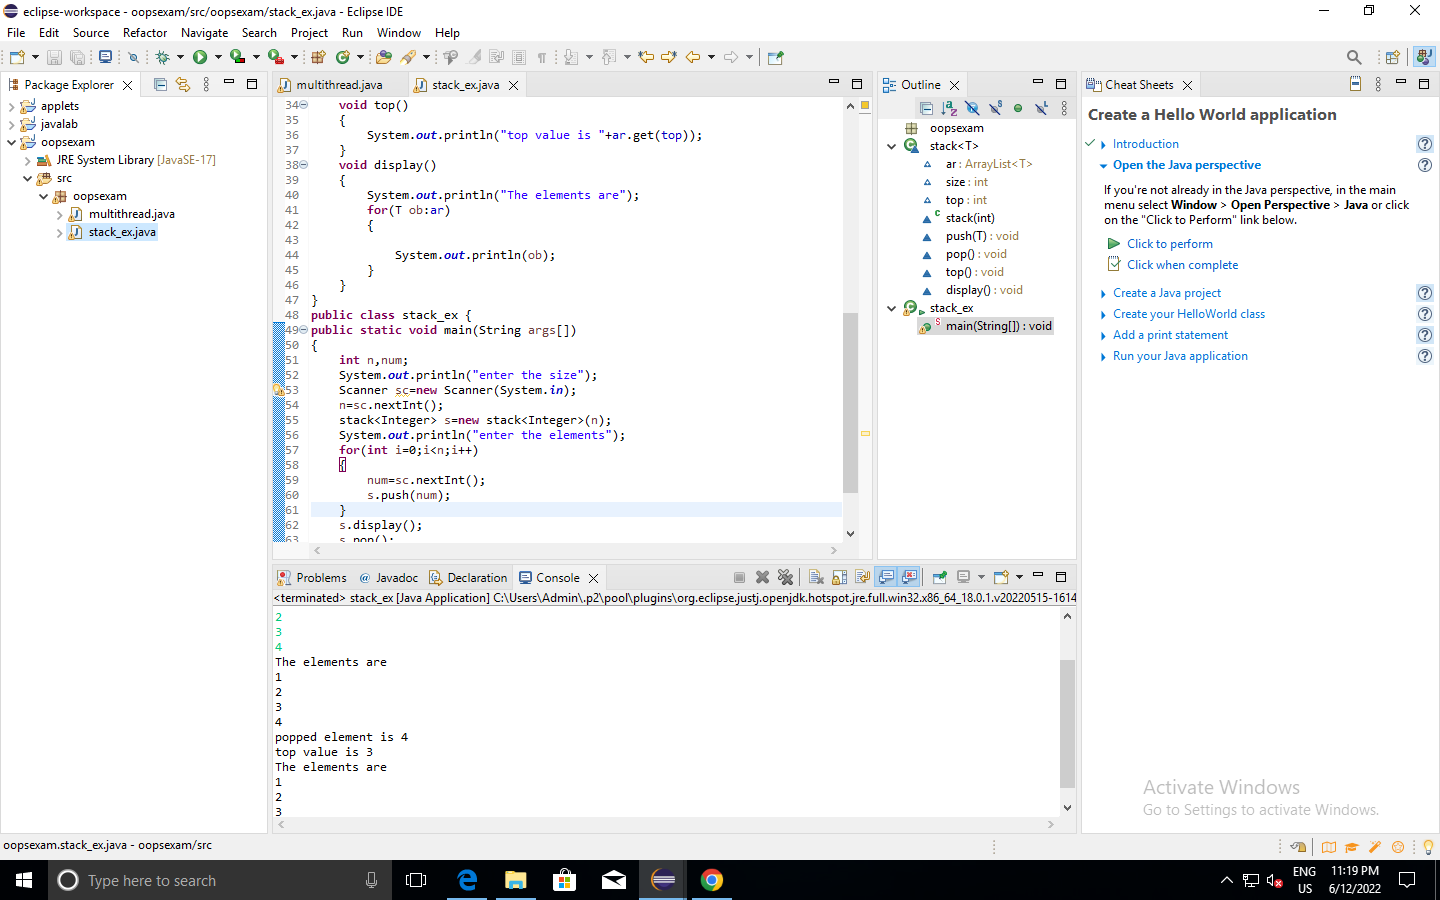 eclipse-workspace - oopsexam/src/oopsexam/stack_ex.java - Eclipse IDE
File Edit Source Refactor Navigate Search Project Run Window Help
Package Explorer
applets
javalab
oopsexam
JRE System Library [JavaSE-17]
src
oopsexam
multithread.java
stack_ex.java
multithread.java stack_ex.java
34 void top()
35 {
36 System.out.println("top value is "+ar.get(top));
37 }
38 void display()
39 {
40 System.out.println("The elements are");
41 for(T ob:ar)
42 {
43
44 System.out.println(ob);
45 }
46 }
47 }
48 public class stack_ex {
49 public static void main(String args[])
50 {
51 int n,num;
52 System.out.println("enter the size");
53 Scanner sc=new Scanner(System.in);
54 n=sc.nextInt();
55 stack<Integer> s=new stack<Integer>(n);
56 System.out.println("enter the elements");
57 for(int i=0;i<n;i++)
58 {
59 num=sc.nextInt();
60 s.push(num);
61 }
62 s.display();
63 s.pop();
Outline
oopsexam
stack<T>
ar : ArrayList<T>
size : int
top : int
stack(int)
push(T) : void
pop() : void
top() : void
display() : void
stack_ex
main(String[]) : void
Cheat Sheets
Create a Hello World application
Introduction
Open the Java perspective
If you're not already in the Java perspective, in the main
menu select Window > Open Perspective > Java or click
on the "Click to Perform" link below.
Click to perform
Click when complete
Create a Java project
Create your HelloWorld class
Add a print statement
Run your Java application
Problems @ Javadoc Declaration Console
<terminated> stack_ex [Java Application] C:\Users\Admin\.p2\pool\plugins\org.eclipse.justj.openjdk.hotspot.jre.full.win32.x86_64_18.0.1.v20220515-1614
2
3
4
The elements are
1
2
3
4
popped element is 4
top value is 3
The elements are
1
2
3
Activate Windows
Go to Settings to activate Windows.
oopsexam.stack_ex.java - oopsexam/src
Type here to search
ENG
US
11:19 PM
6/12/2022